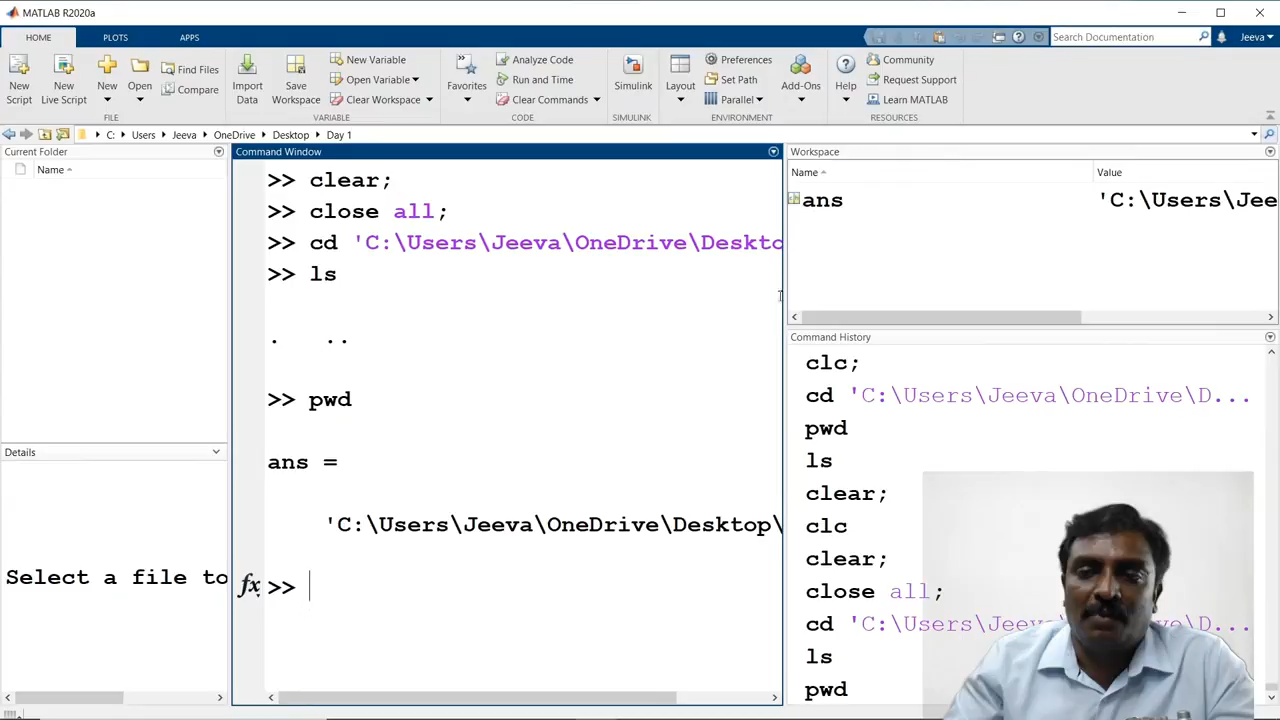 MATLAB R2020a
HOME PLOTS APPS
Search Documentation
Jeeva
New Script
New Live Script
New
Open
Find Files
Compare
Import Data
Save Workspace
New Variable
Open Variable
Clear Workspace
Favorites
Analyze Code
Run and Time
Clear Commands
Simulink
Layout
Preferences
Set Path
Parallel
Add-Ons
Help
Community
Request Support
Learn MATLAB
FILE VARIABLE CODE SIMULINK ENVIRONMENT RESOURCES
C: Users Jeeva OneDrive Desktop Day 1
Current Folder
Name
Details
Select a file to
Command Window
>> clear;
>> close all;
>> cd 'C:\Users\Jeeva\OneDrive\Deskto
>> ls
. ..
>> pwd
ans =
'C:\Users\Jeeva\OneDrive\Desktop\
fx >>
Workspace
Name Value
ans 'C:\Users\Jee
Command History
clc;
cd 'C:\Users\Jeeva\OneDrive\D...
pwd
ls
clear;
clc
clear;
close all;
cd 'C:\Users\Jee
ls
pwd